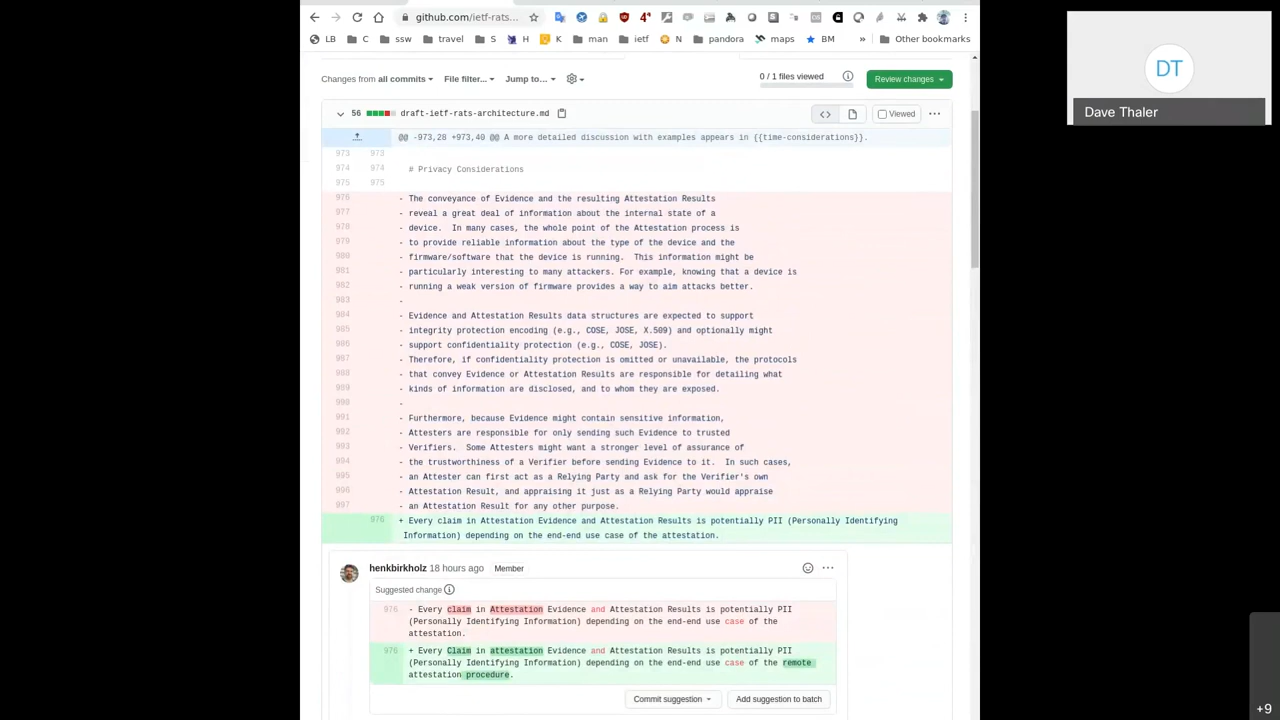 github.com/ietf-rats...
LB C ssw travel S H K man ietf N pandora maps BM » Other bookmarks
Changes from all commits File filter... Jump to... 0 / 1 files viewed Review changes
56 draft-ietf-rats-architecture.md Viewed
@@ -973,28 +973,40 @@ A more detailed discussion with examples appears in {{time-considerations}}.
973 973
974 974 # Privacy Considerations
975 975
976 - The conveyance of Evidence and the resulting Attestation Results
977 - reveal a great deal of information about the internal state of a
978 - device. In many cases, the whole point of the Attestation process is
979 - to provide reliable information about the type of the device and the
980 - firmware/software that the device is running. This information might be
981 - particularly interesting to many attackers. For example, knowing that a device is
982 - running a weak version of firmware provides a way to aim attacks better.
983 -
984 - Evidence and Attestation Results data structures are expected to support
985 - integrity protection encoding (e.g., COSE, JOSE, X.509) and optionally might
986 - support confidentiality protection (e.g., COSE, JOSE).
987 - Therefore, if confidentiality protection is omitted or unavailable, the protocols
988 - that convey Evidence or Attestation Results are responsible for detailing what
989 - kinds of information are disclosed, and to whom they are exposed.
990 -
991 - Furthermore, because Evidence might contain sensitive information,
992 - Attesters are responsible for only sending such Evidence to trusted
993 - Verifiers. Some Attesters might want a stronger level of assurance of
994 - the trustworthiness of a Verifier before sending Evidence to it. In such cases,
995 - an Attester can first act as a Relying Party and ask for the Verifier's own
996 - Attestation Result, and appraising it just as a Relying Party would appraise
997 - an Attestation Result for any other purpose.
976 + Every claim in Attestation Evidence and Attestation Results is potentially PII (Personally Identifying
Information) depending on the end-end use case of the attestation.
henkbirkholz 18 hours ago Member
Suggested change
976 - Every claim in Attestation Evidence and Attestation Results is potentially PII
(Personally Identifying Information) depending on the end-end use case of the
attestation.
976 + Every Claim in attestation Evidence and Attestation Results is potentially PII
(Personally Identifying Information) depending on the end-end use case of the remote
attestation procedure.
Commit suggestion Add suggestion to batch
DT
Dave Thaler
+9